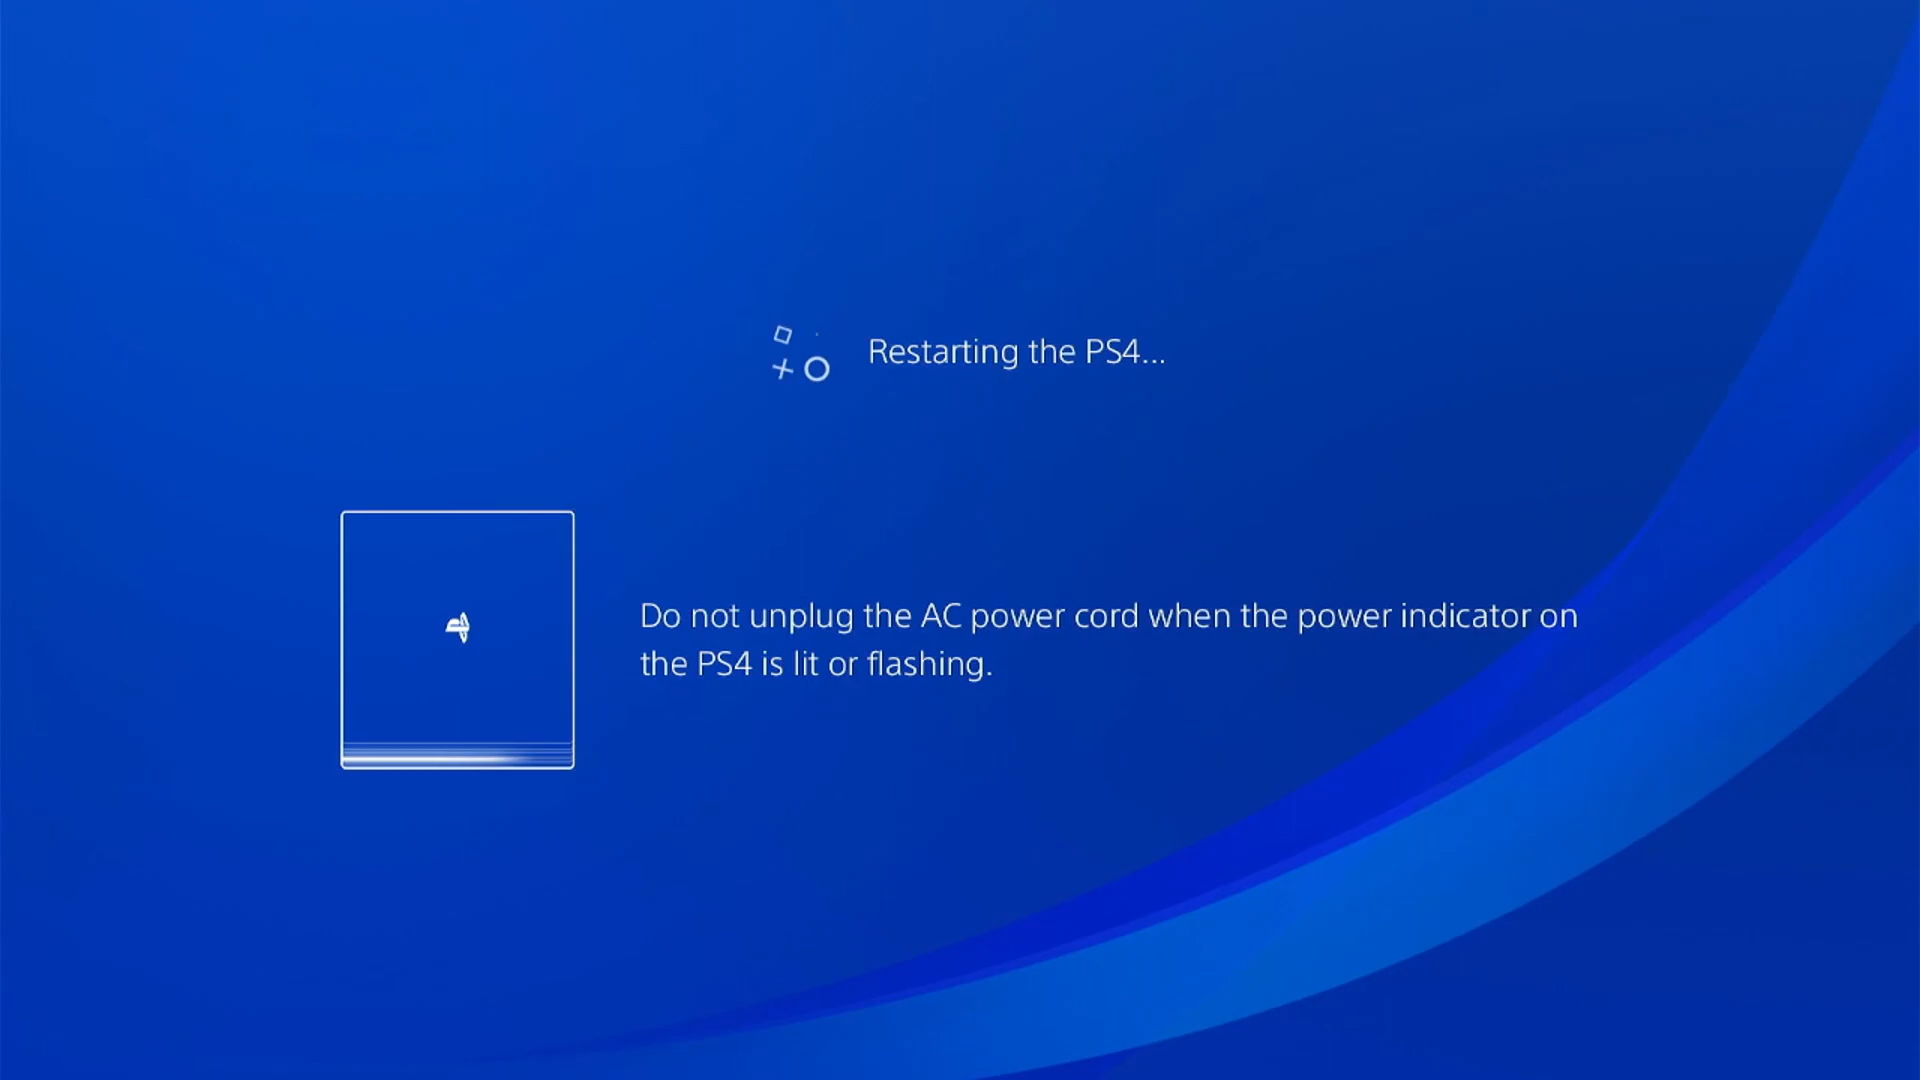 Restarting the PS4...
Do not unplug the AC power cord when the power indicator on
the PS4 is lit or flashing.